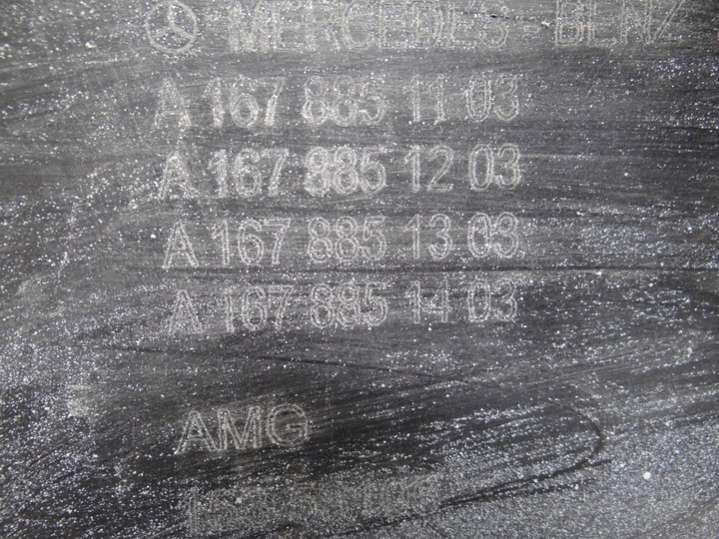 MERCEDES-BENZ
A 167 885 11 03
A 167 885 12 03
A 167 885 13 03
A 167 885 14 03
AMG